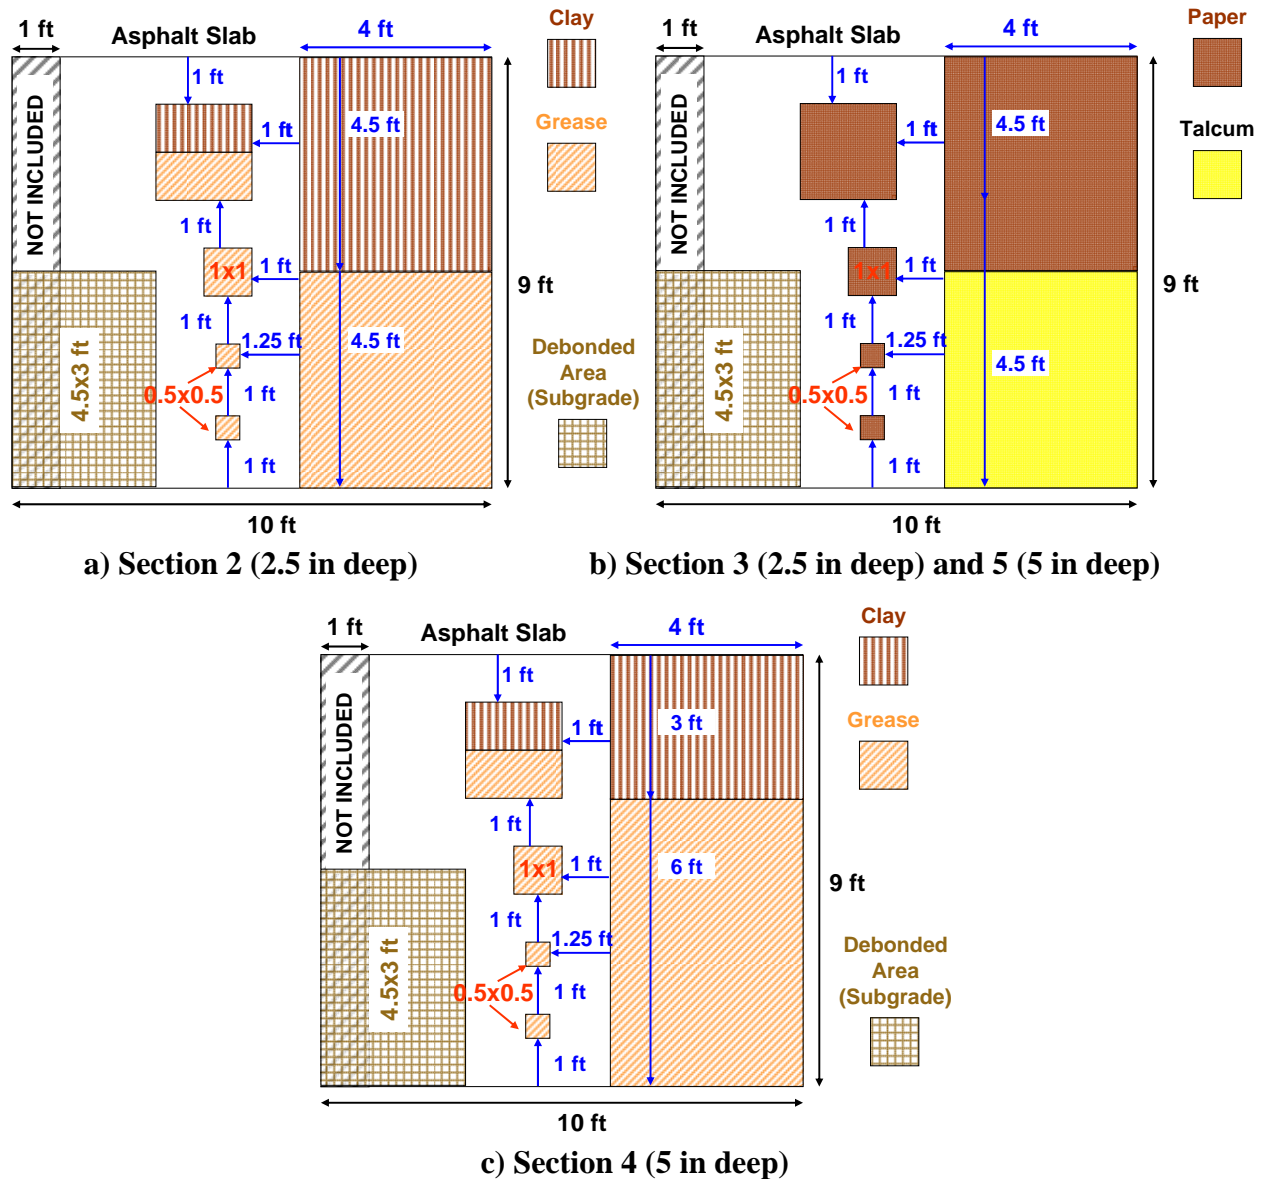 1 ft
Asphalt Slab
4 ft
Clay
Grease
NOT INCLUDED
1 ft
1 ft
4.5 ft
1 ft
1x1
1 ft
9 ft
1 ft
1.25 ft
4.5 ft
4.5x3 ft
0.5x0.5
1 ft
1 ft
Debonded
Area
(Subgrade)
10 ft
a) Section 2 (2.5 in deep)
1 ft
Asphalt Slab
4 ft
Paper
Talcum
NOT INCLUDED
1 ft
1 ft
4.5 ft
1 ft
1x1
1 ft
9 ft
1 ft
1.25 ft
4.5 ft
4.5x3 ft
0.5x0.5
1 ft
1 ft
10 ft
b) Section 3 (2.5 in deep) and 5 (5 in deep)
1 ft
Asphalt Slab
4 ft
Clay
Grease
NOT INCLUDED
1 ft
1 ft
3 ft
1 ft
1x1
1 ft
6 ft
9 ft
1 ft
1.25 ft
4.5x3 ft
0.5x0.5
1 ft
1 ft
Debonded
Area
(Subgrade)
10 ft
c) Section 4 (5 in deep)